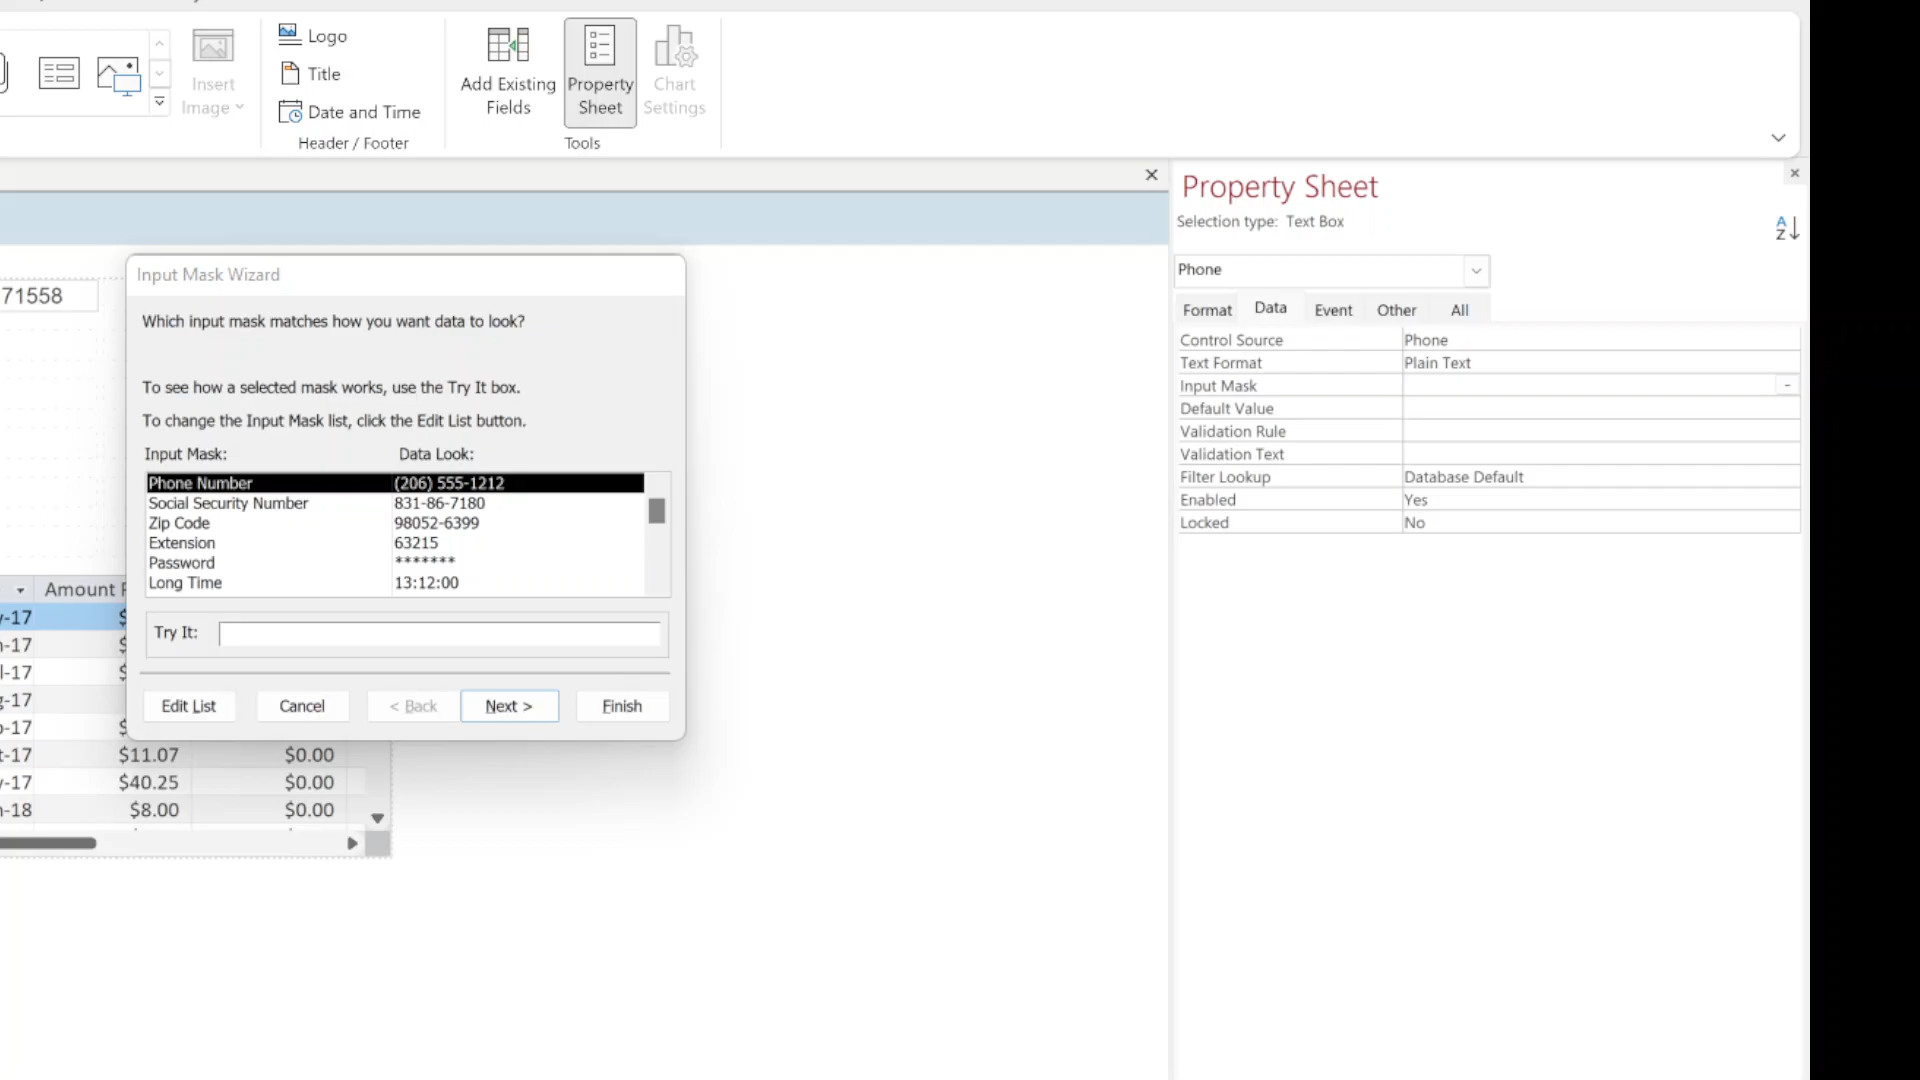 Logo
Title
Date and Time
Header / Footer
Insert
Image
Add Existing
Fields
Property
Sheet
Chart
Settings
Tools
Property Sheet
Selection type: Text Box
Phone
Format Data Event Other All
Control Source Phone
Text Format Plain Text
Input Mask
Default Value
Validation Rule
Validation Text
Filter Lookup Database Default
Enabled Yes
Locked No
71558
Input Mask Wizard
Which input mask matches how you want data to look?
To see how a selected mask works, use the Try It box.
To change the Input Mask list, click the Edit List button.
Input Mask: Data Look:
Phone Number (206) 555-1212
Social Security Number 831-86-7180
Zip Code 98052-6399
Extension 63215
Password *******
Long Time 13:12:00
Try It:
Edit List Cancel < Back Next > Finish
Amount
-17 $
-17 $
-17 $
-17
-17 $
-17 $11.07 $0.00
-17 $40.25 $0.00
-18 $8.00 $0.00